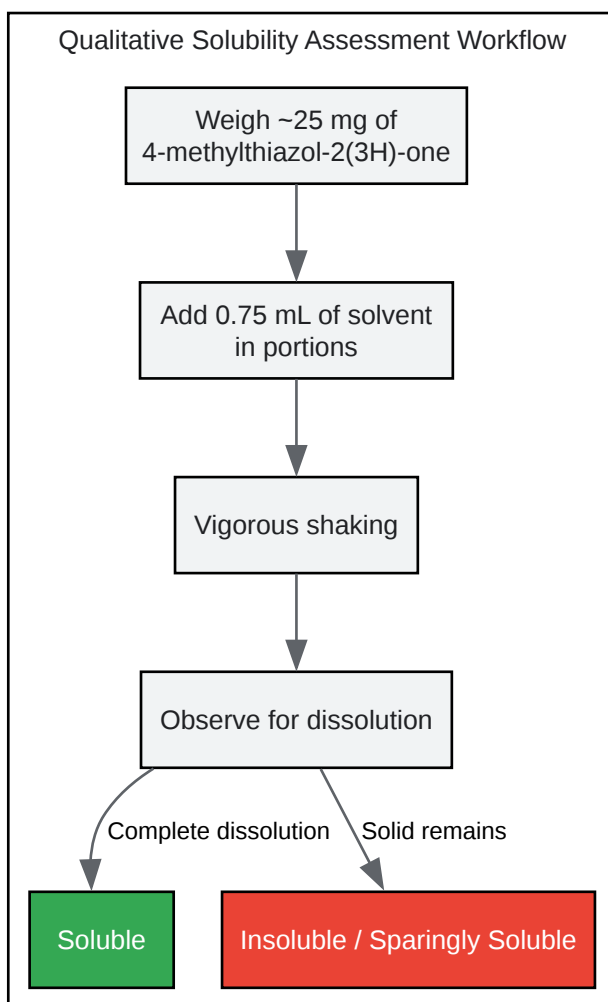 Qualitative Solubility Assessment Workflow
Weigh ~25 mg of
4-methylthiazol-2(3H)-one
Add 0.75 mL of solvent
in portions
Vigorous shaking
Observe for dissolution
Complete dissolution
Solid remains
Soluble
Insoluble / Sparingly Soluble